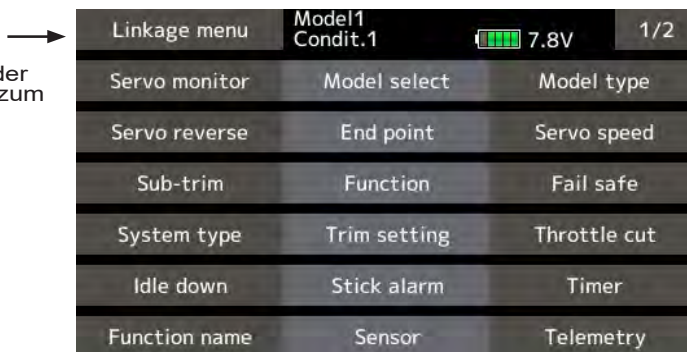 Linkage menu Model1 Condit.1 7.8V 1/2
der
zum
Servo monitor Model select Model type
Servo reverse End point Servo speed
Sub-trim Function Fail safe
System type Trim setting Throttle cut
Idle down Stick alarm Timer
Function name Sensor Telemetry